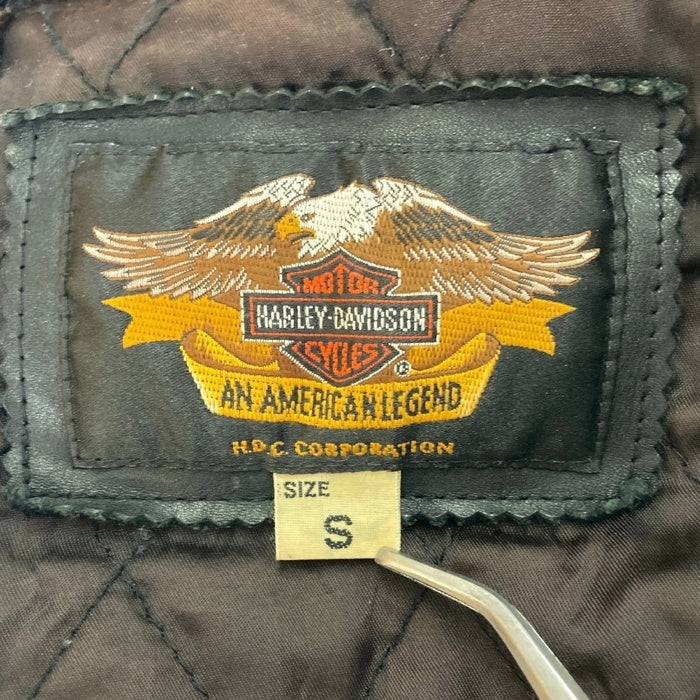 MOTOR
HARLEY-DAVIDSON
CYCLES
®
AN AMERICAN LEGEND
H.D.C. CORPORATION
SIZE
S